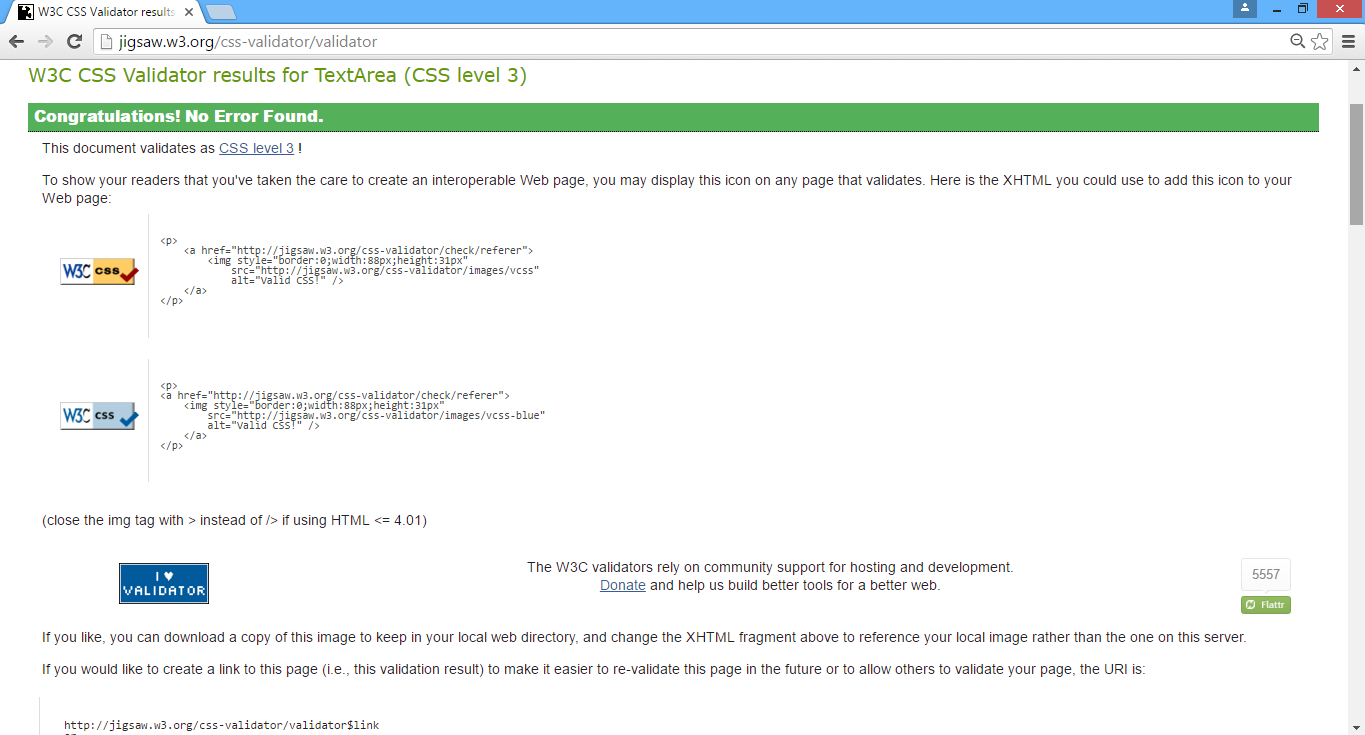 W3C CSS Validator results
jigsaw.w3.org/css-validator/validator
W3C CSS Validator results for TextArea (CSS level 3)
Congratulations! No Error Found.
This document validates as CSS level 3 !
To show your readers that you've taken the care to create an interoperable Web page, you may display this icon on any page that validates. Here is the XHTML you could use to add this icon to your
Web page:
W3C css
<p>
<a href="http://jigsaw.w3.org/css-validator/check/referer">
<img style="border:0;width:88px;height:31px"
src="http://jigsaw.w3.org/css-validator/images/vcss"
alt="Valid CSS!" />
</a>
</p>
W3C css
<p>
<a href="http://jigsaw.w3.org/css-validator/check/referer">
<img style="border:0;width:88px;height:31px"
src="http://jigsaw.w3.org/css-validator/images/vcss-blue"
alt="Valid CSS!" />
</a>
</p>
(close the img tag with > instead of /> if using HTML <= 4.01)
I ♥
VALIDATOR
The W3C validators rely on community support for hosting and development.
Donate and help us build better tools for a better web.
5557
Flattr
If you like, you can download a copy of this image to keep in your local web directory, and change the XHTML fragment above to reference your local image rather than the one on this server.
If you would like to create a link to this page (i.e., this validation result) to make it easier to re-validate this page in the future or to allow others to validate your page, the URI is:
http://jigsaw.w3.org/css-validator/validator$link